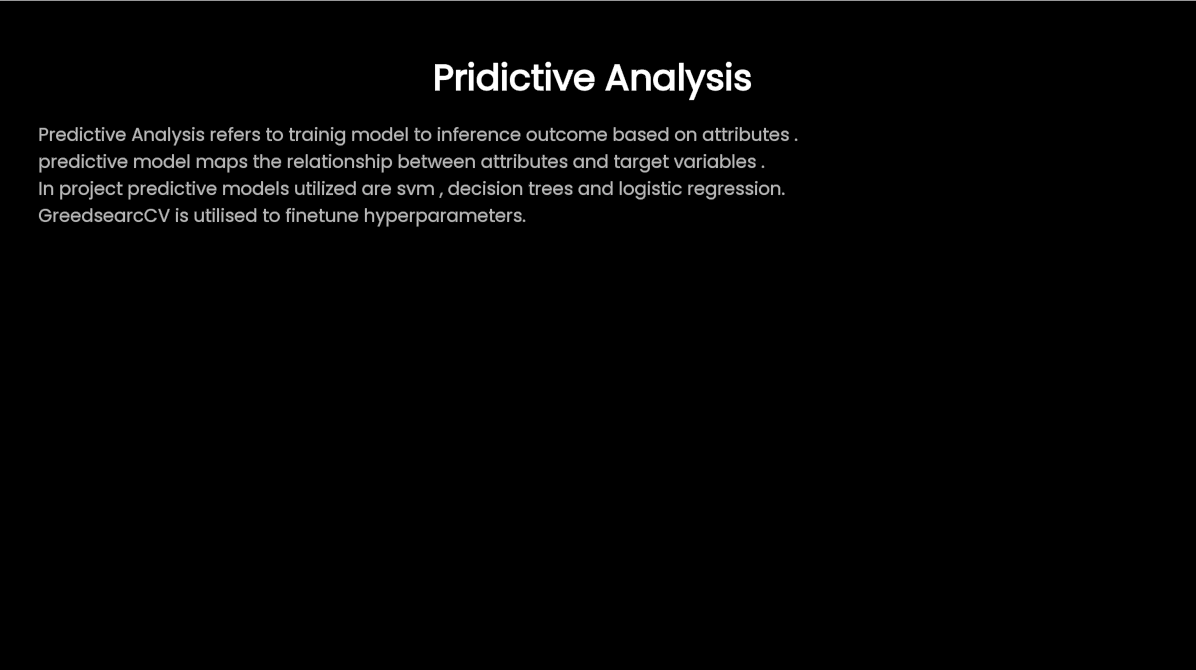 Pridictive Analysis
Predictive Analysis refers to trainig model to inference outcome based on attributes .
predictive model maps the relationship between attributes and target variables .
In project predictive models utilized are svm , decision trees and logistic regression.
GreedsearcCV is utilised to finetune hyperparameters.